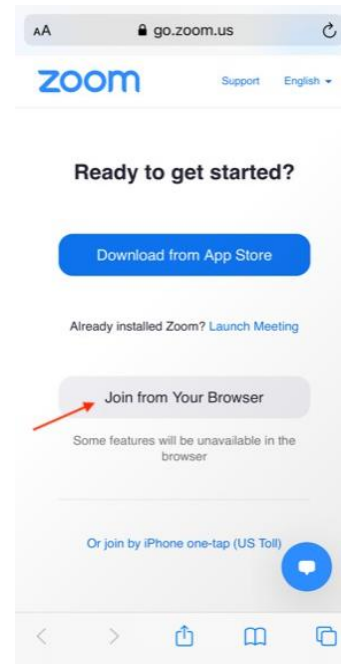 AA go.zoom.us
zoom Support English
Ready to get started?
Download from App Store
Already installed Zoom? Launch Meeting
Join from Your Browser
Some features will be unavailable in the
browser
Or join by iPhone one-tap (US Toll)